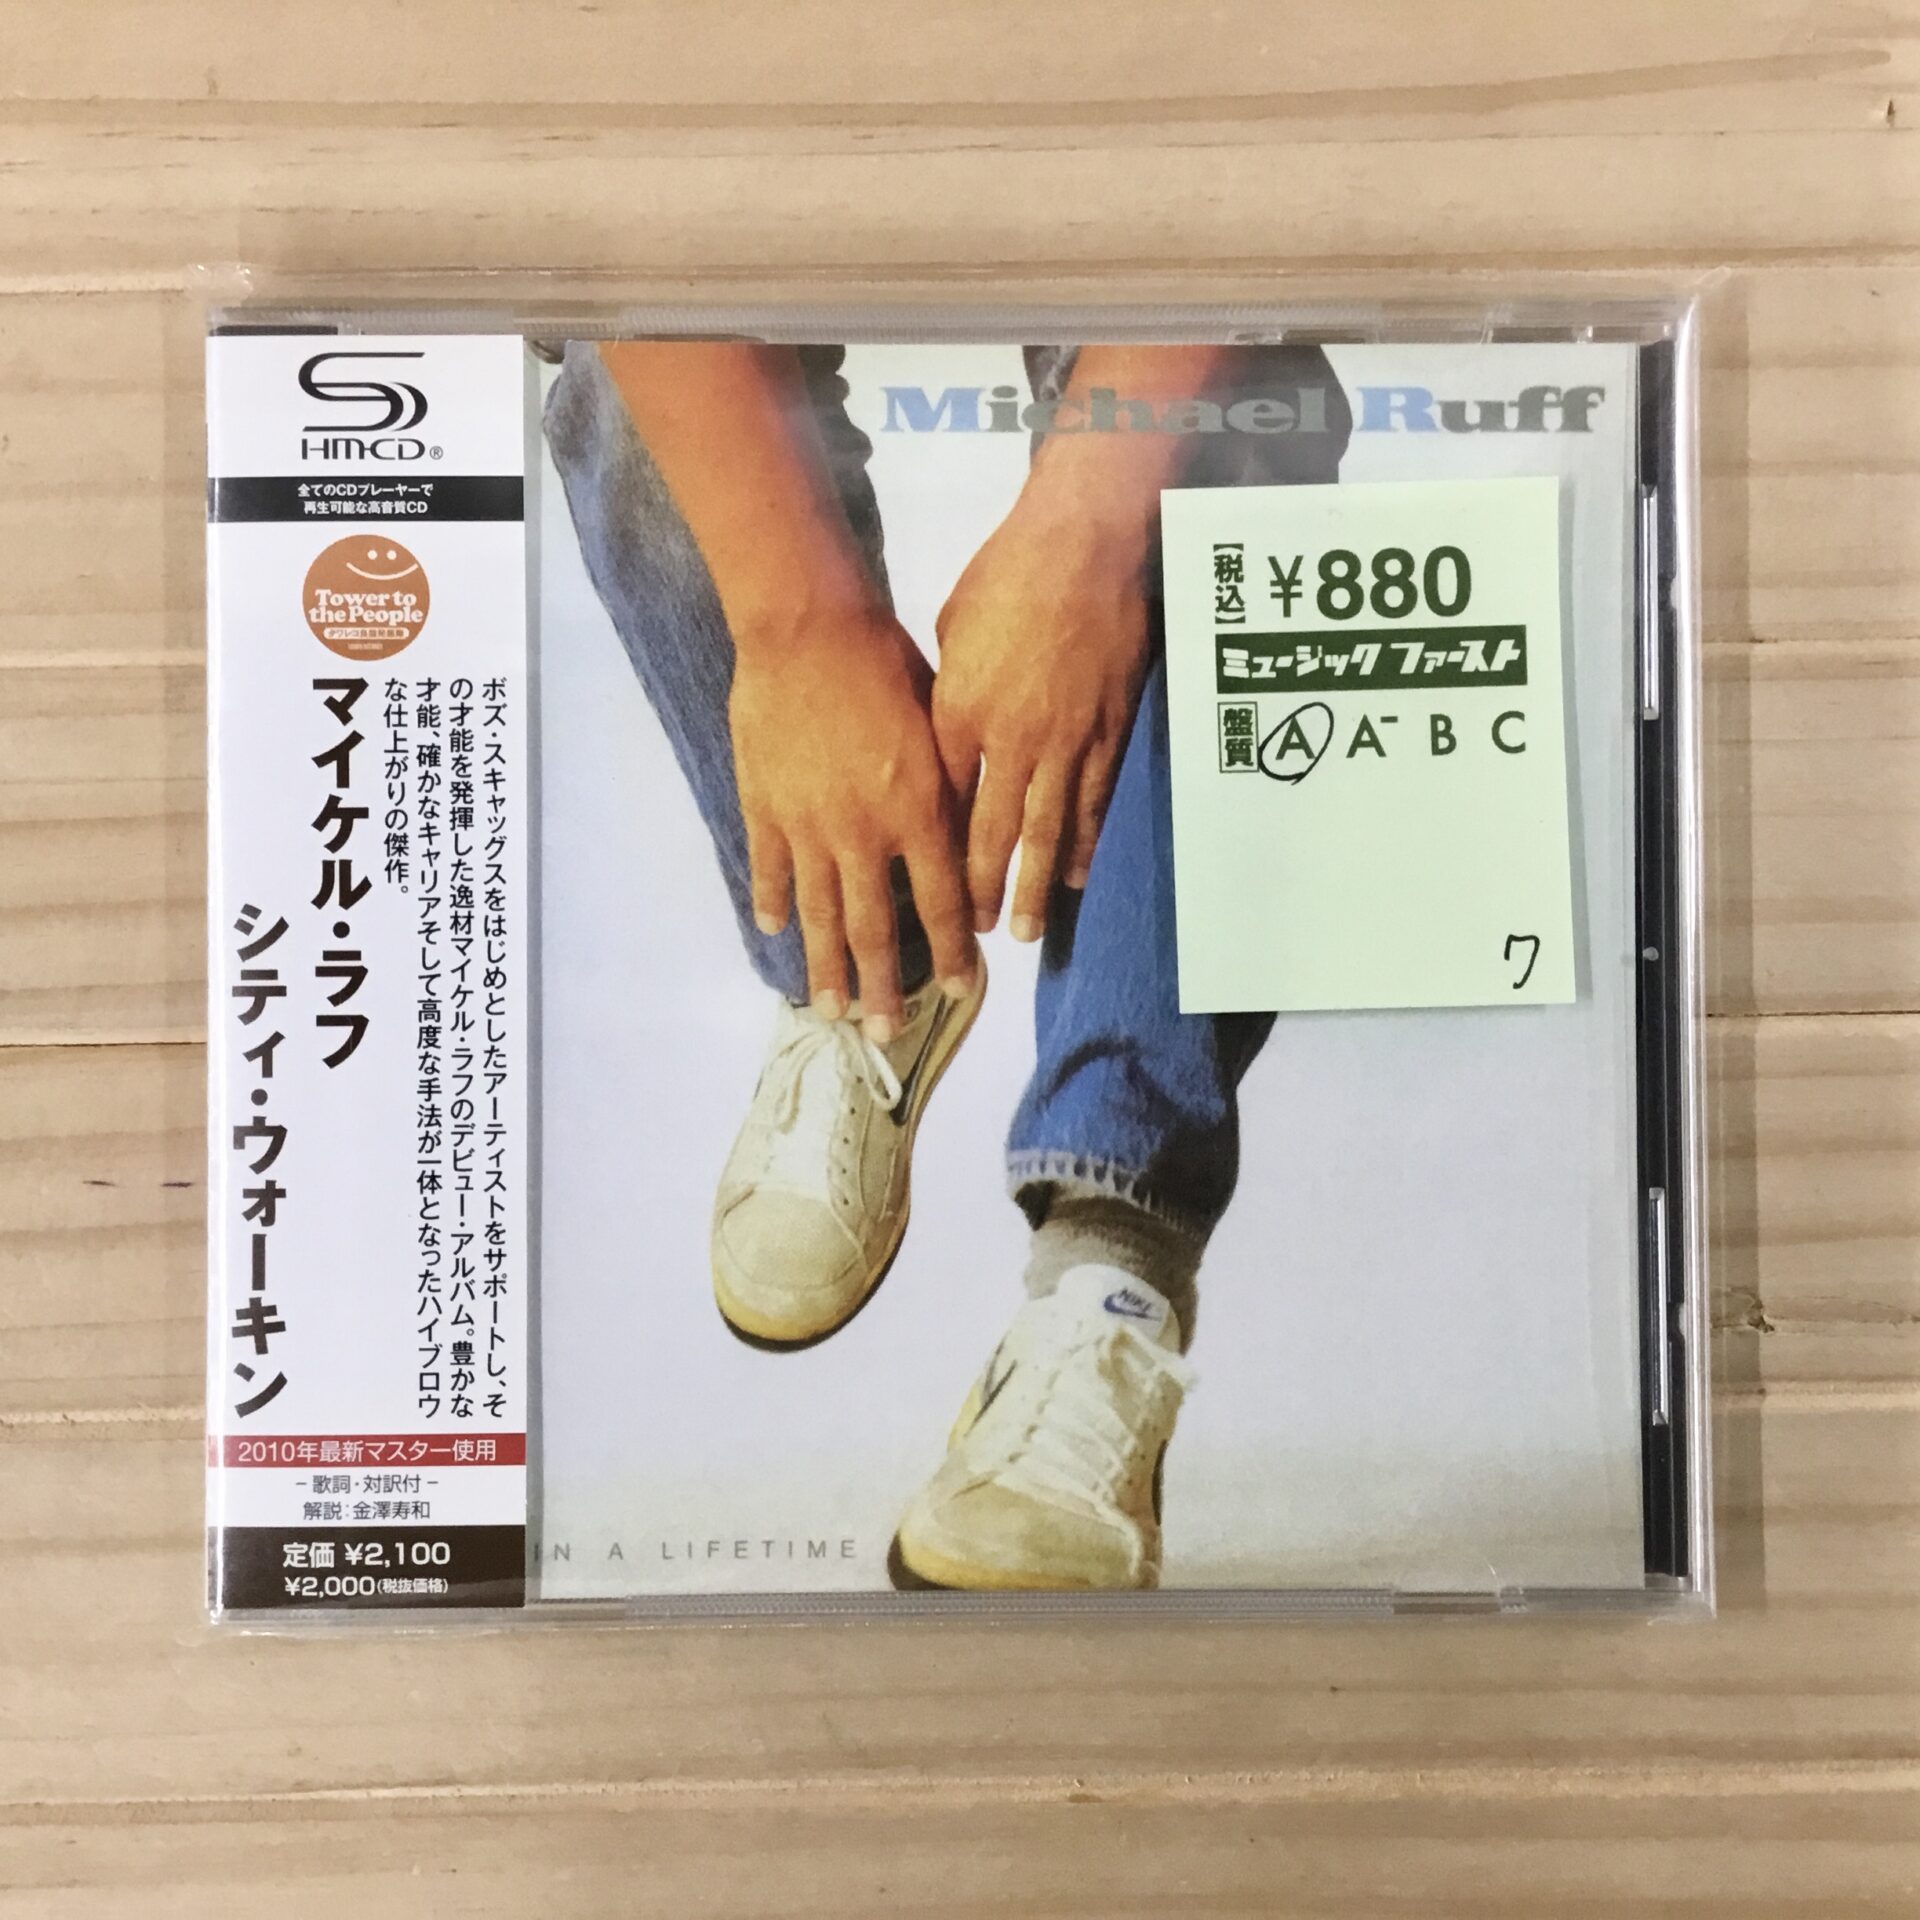 SHM-CD®
全てのCDプレーヤーで
再生可能な高音質CD
Tower to
the People
ボズ・スキャッグスをはじめとしたアーティストをサポートし、そ
の才能を発揮した逸材マイケル・ラフのデビュー・アルバム。豊かな
才能、確かなキャリアそして高度な手法が一体となったハイブロウ
な仕上がりの傑作。
マイケル・ラフ
シティ・ウォーキン
2010年最新マスター使用
– 歌詞・対訳付 –
解説:金澤寿和
定価 ¥2,100
¥2,000(税抜価格)
Michael Ruff
【税込】 ¥880
ミュージック ファースト
盤質 A A⁻ B C
ワ
NIKE
IN A LIFETIME